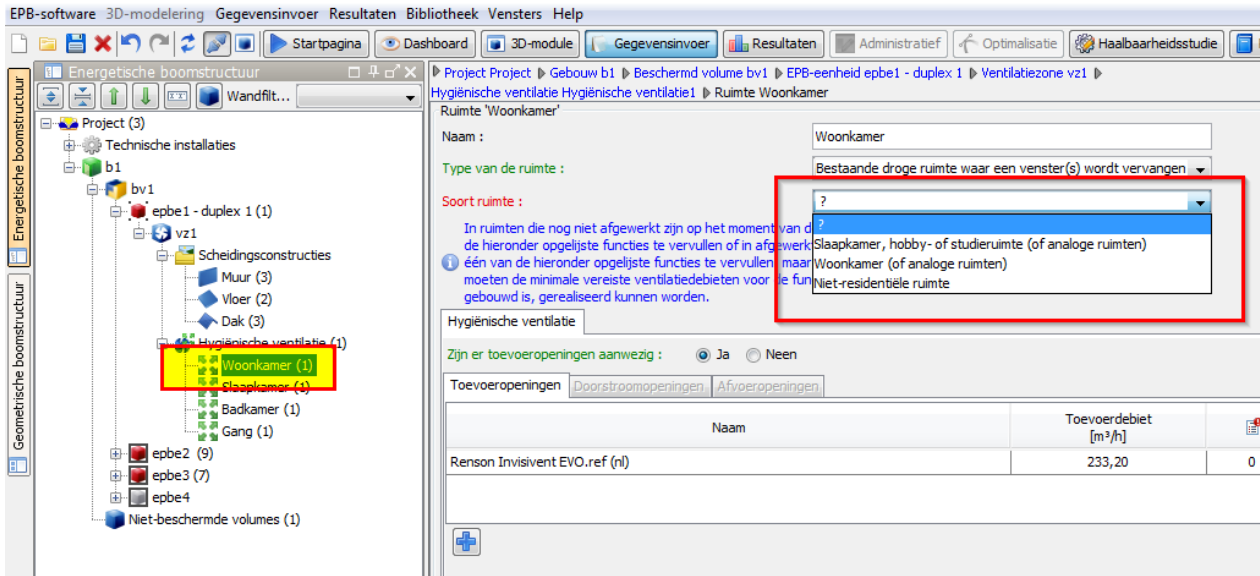 EPB-software 3D-modelering Gegevensinvoer Resultaten Bibliotheek Vensters Help
Startpagina Dashboard 3D-module Gegevensinvoer Resultaten Administratief Optimalisatie Haalbaarheidsstudie
Energetische boomstructuur
Geometrische boomstructuur
Energetische boomstructuur
Wandfilt...
Project (3)
Technische installaties
b1
bv1
epbe1 - duplex 1 (1)
vz1
Scheidingsconstructies
Muur (3)
Vloer (2)
Dak (3)
Hygiënische ventilatie (1)
Woonkamer (1)
Slaapkamer (1)
Badkamer (1)
Gang (1)
epbe2 (9)
epbe3 (7)
epbe4
Niet-beschermde volumes (1)
Project Project Gebouw b1 Beschermd volume bv1 EPB-eenheid epbe1 - duplex 1 Ventilatiezone vz1
Hygiënische ventilatie Hygiënische ventilatie1 Ruimte Woonkamer
Ruimte 'Woonkamer'
Naam : Woonkamer
Type van de ruimte : Bestaande droge ruimte waar een venster(s) wordt vervangen
Soort ruimte : ?
?
Slaapkamer, hobby- of studieruimte (of analoge ruimten)
Woonkamer (of analoge ruimten)
Niet-residentiële ruimte
In ruimten die nog niet afgewerkt zijn op het moment van d
de hieronder opgelijste functies te vervullen of in afgewerk
één van de hieronder opgelijste functies te vervullen, maar
moeten de minimale vereiste ventilatiedebieten voor de fun
gebouwd is, gerealiseerd kunnen worden.
Hygiënische ventilatie
Zijn er toevoeropeningen aanwezig : Ja Neen
Toevoeropeningen Doorstroomopeningen Afvoeropeningen
Naam Toevoerdebiet
[m³/h]
Renson Invisivent EVO.ref (nl) 233,20 0